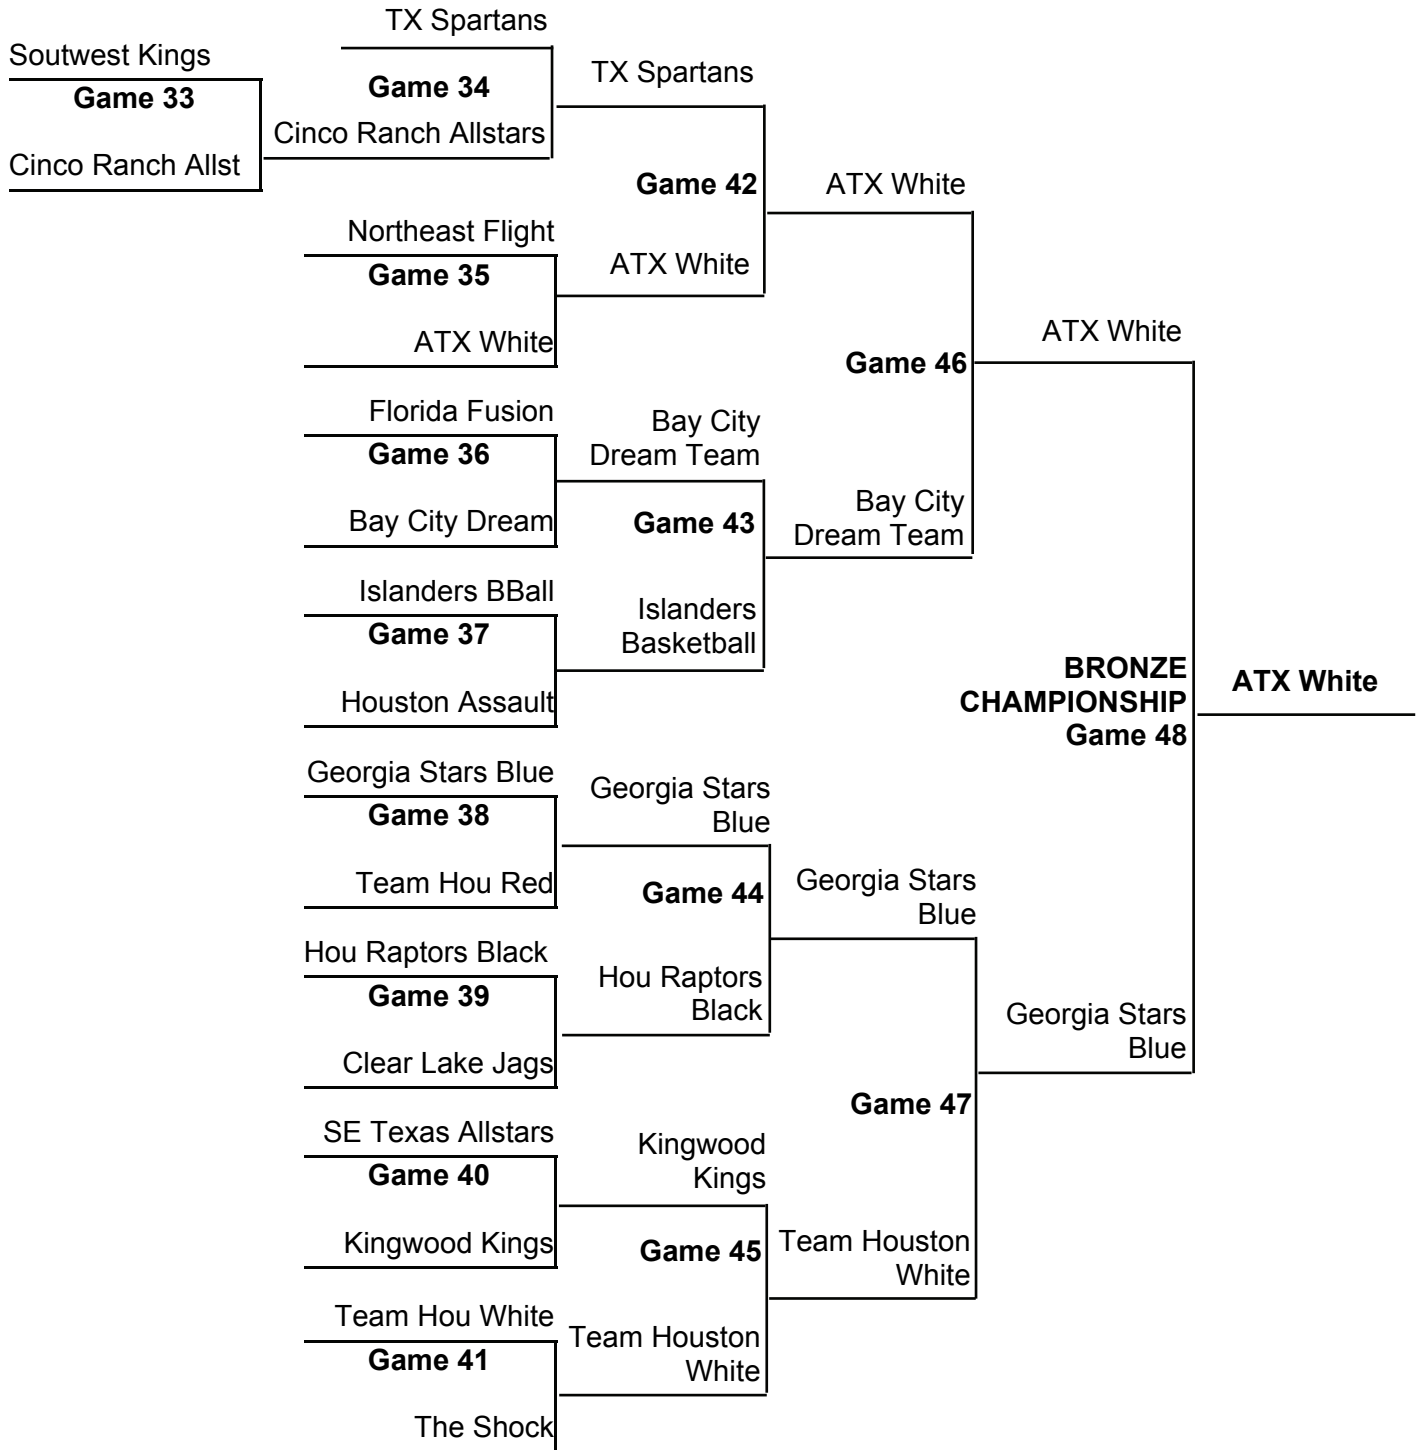 TX Spartans
Soutwest Kings
TX Spartans
Game 34
Game 33
Cinco Ranch Allstars
Cinco Ranch Allst
Game 42
ATX White
Northeast Flight
ATX White
Game 35
ATX White
ATX White
Game 46
Florida Fusion
Bay City
Dream Team
Game 36
Bay City
Dream Team
Bay City Dream
Game 43
Islanders BBall
Islanders
Basketball
Game 37
BRONZE
CHAMPIONSHIP
Game 48
ATX White
Houston Assault
Georgia Stars Blue
Georgia Stars
Blue
Game 38
Team Hou Red
Game 44
Georgia Stars
Blue
Hou Raptors Black
Hou Raptors
Black
Game 39
Georgia Stars
Blue
Clear Lake Jags
Game 47
SE Texas Allstars
Kingwood
Kings
Game 40
Kingwood Kings
Game 45
Team Houston
White
Team Hou White
Team Houston
White
Game 41
The Shock